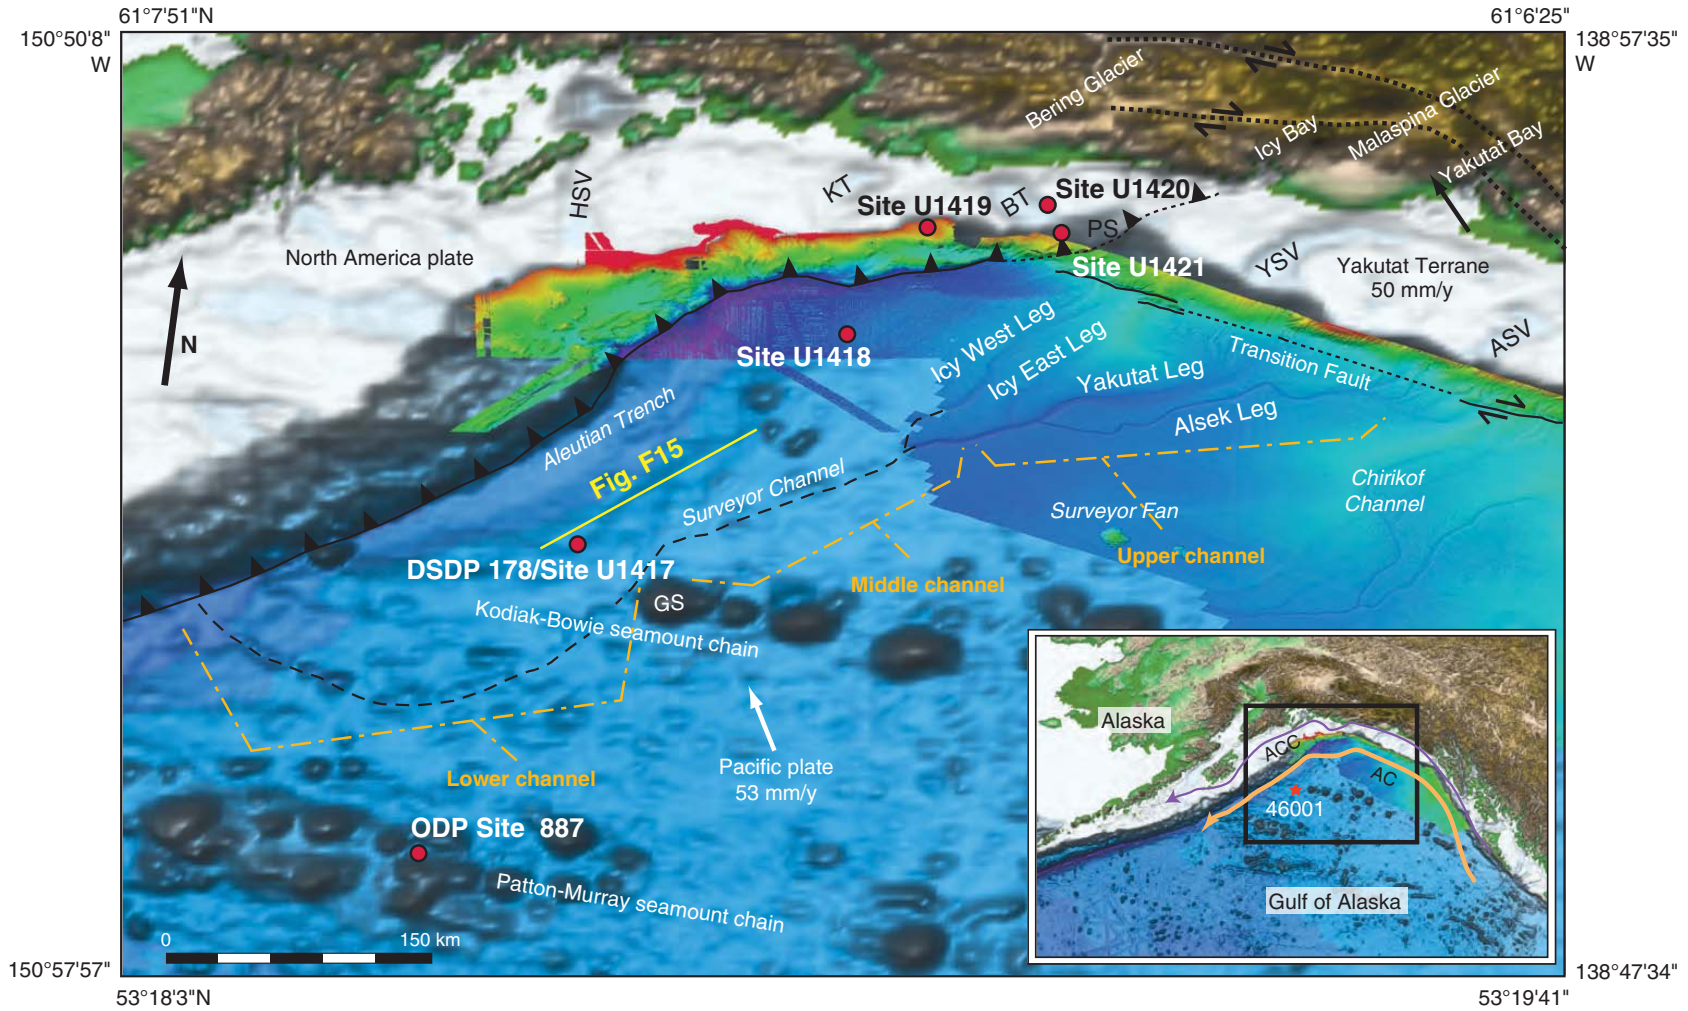 61°7'51"N
61°6'25"
150°50'8"
W
138°57'35"
W
Bering Glacier
Icy Bay
Malaspina Glacier
Yakutat Bay
HSV
KT
Site U1419
BT
Site U1420
PS
Site U1421
YSV
North America plate
Yakutat Terrane
50 mm/y
ASV
N
Site U1418
Icy West Leg
Icy East Leg
Yakutat Leg
Transition Fault
Alsek Leg
Aleutian Trench
Fig. F15
Surveyor Channel
Surveyor Fan
Chirikof
Channel
Upper channel
DSDP 178/Site U1417
Middle channel
GS
Kodiak-Bowie seamount chain
Pacific plate
53 mm/y
Lower channel
ODP Site 887
Patton-Murray seamount chain
0
150 km
Alaska
ACC
AC
46001
Gulf of Alaska
150°57'57"
138°47'34"
53°18'3"N
53°19'41"